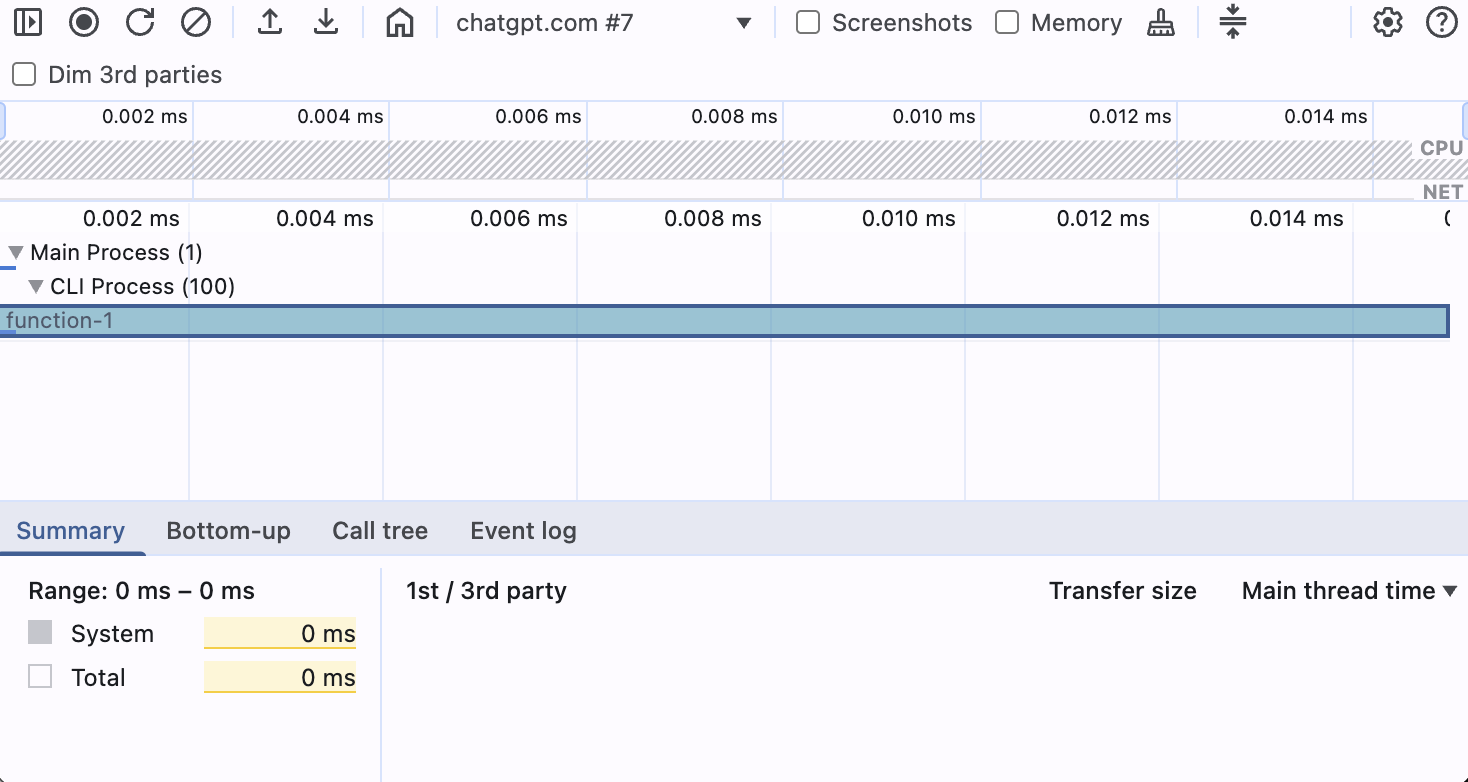 chatgpt.com #7 Screenshots Memory
Dim 3rd parties
0.002 ms 0.004 ms 0.006 ms 0.008 ms 0.010 ms 0.012 ms 0.014 ms
CPU
NET
0.002 ms 0.004 ms 0.006 ms 0.008 ms 0.010 ms 0.012 ms 0.014 ms
Main Process (1)
CLI Process (100)
function-1
Summary Bottom-up Call tree Event log
Range: 0 ms – 0 ms
System 0 ms
Total 0 ms
1st / 3rd party Transfer size Main thread time